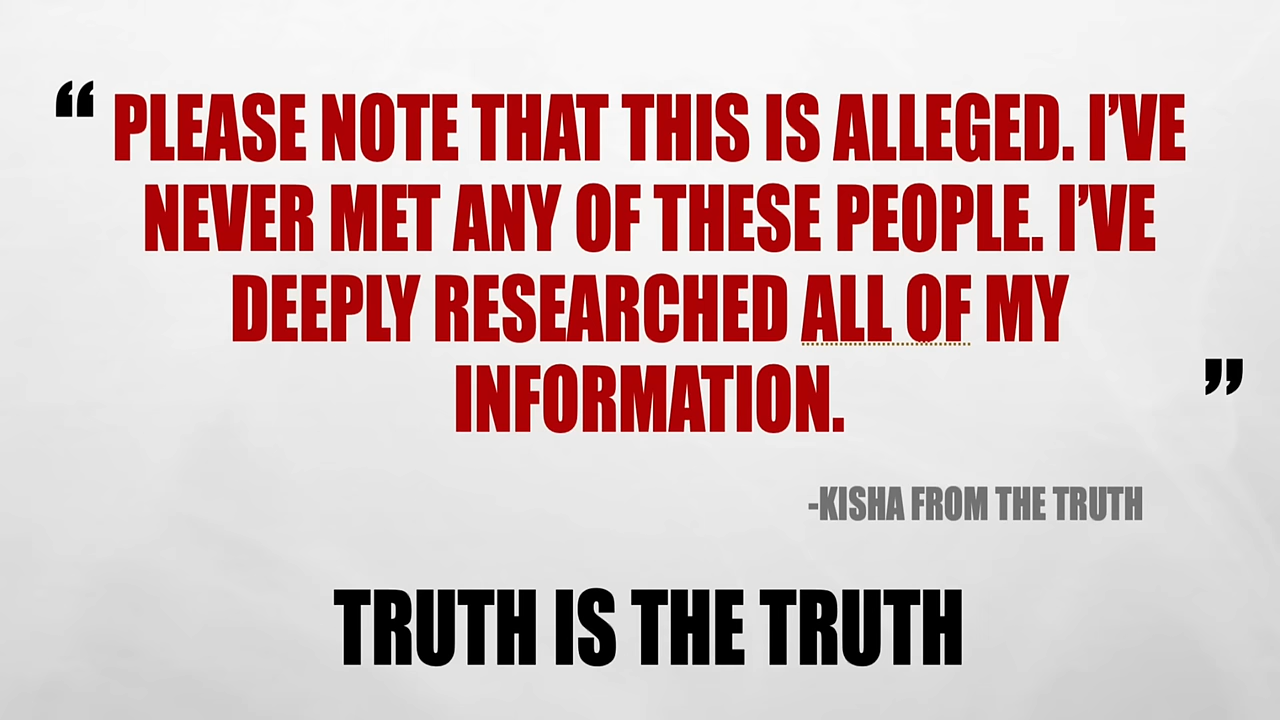 “ PLEASE NOTE THAT THIS IS ALLEGED. I’VE
NEVER MET ANY OF THESE PEOPLE. I’VE
DEEPLY RESEARCHED ALL OF MY
INFORMATION. ”
-KISHA FROM THE TRUTH
TRUTH IS THE TRUTH